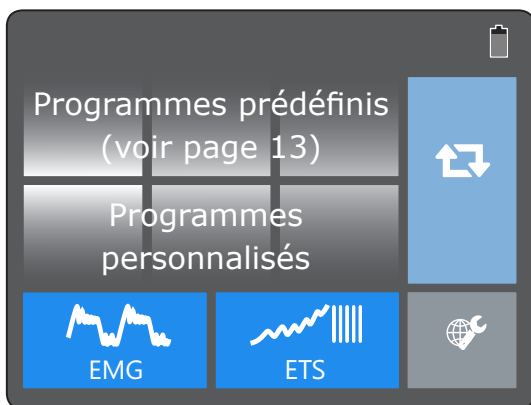 Programmes prédéfinis
(voir page 13)
Programmes
personnalisés
EMG
ETS